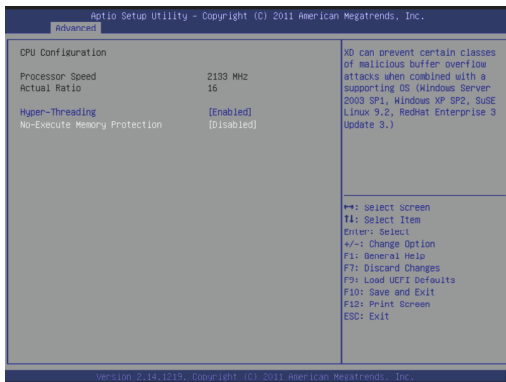 Aptio Setup Utility - Copyright (C) 2011 American Megatrends, Inc.
Advanced
CPU Configuration
Processor Speed 2133 MHz
Actual Ratio 16
Hyper-Threading [Enabled]
No-Execute Memory Protection [Disabled]
XD can prevent certain classes
of malicious buffer overflow
attacks when combined with a
supporting OS (Windows Server
2003 SP1, Windows XP SP2, SuSE
Linux 9.2, RedHat Enterprise 3
Update 3.)
↔: Select Screen
↑↓: Select Item
Enter: Select
+/-: Change Option
F1: General Help
F7: Discard Changes
F9: Load UEFI Defaults
F10: Save and Exit
F12: Print Screen
ESC: Exit
Version 2.14.1219. Copyright (C) 2011 American Megatrends, Inc.